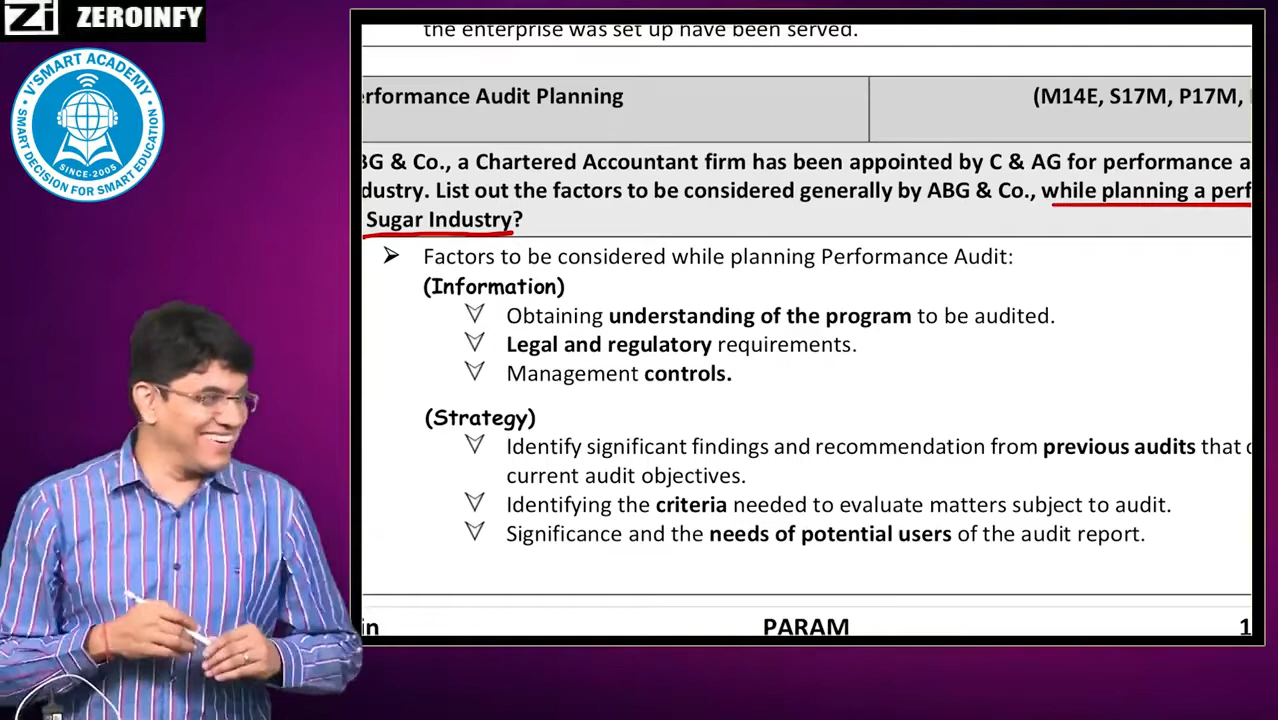 Zi ZEROINFY
V'SMART ACADEMY
SINCE-2005
SMART DECISION FOR SMART EDUCATION
the enterprise was set up have been served.
erformance Audit Planning
(M14E, S17M, P17M,
BG & Co., a Chartered Accountant firm has been appointed by C & AG for performance a
dustry. List out the factors to be considered generally by ABG & Co., while planning a perf
Sugar Industry?
Factors to be considered while planning Performance Audit:
(Information)
Obtaining understanding of the program to be audited.
Legal and regulatory requirements.
Management controls.
(Strategy)
Identify significant findings and recommendation from previous audits that
current audit objectives.
Identifying the criteria needed to evaluate matters subject to audit.
Significance and the needs of potential users of the audit report.
in
PARAM
1